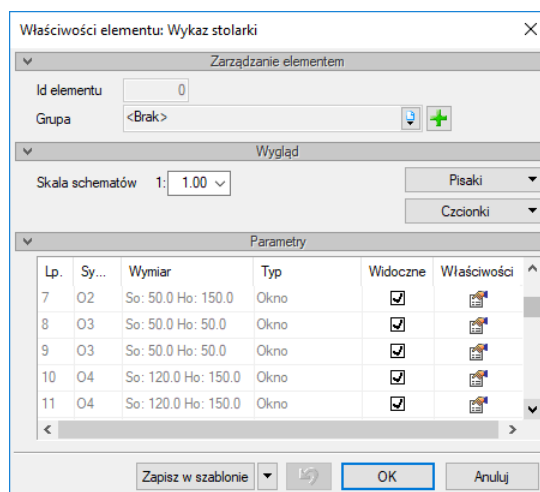 Właściwości elementu: Wykaz stolarki
Zarządzanie elementem
Id elementu 0
Grupa <Brak>
Wygląd
Skala schematów 1: 1.00 Pisaki
Czcionki
Parametry
Lp. Sy... Wymiar Typ Widoczne Właściwości
7 O2 So: 50.0 Ho: 150.0 Okno
8 O3 So: 50.0 Ho: 50.0 Okno
9 O3 So: 50.0 Ho: 50.0 Okno
10 O4 So: 120.0 Ho: 150.0 Okno
11 O4 So: 120.0 Ho: 150.0 Okno
Zapisz w szablonie OK Anuluj